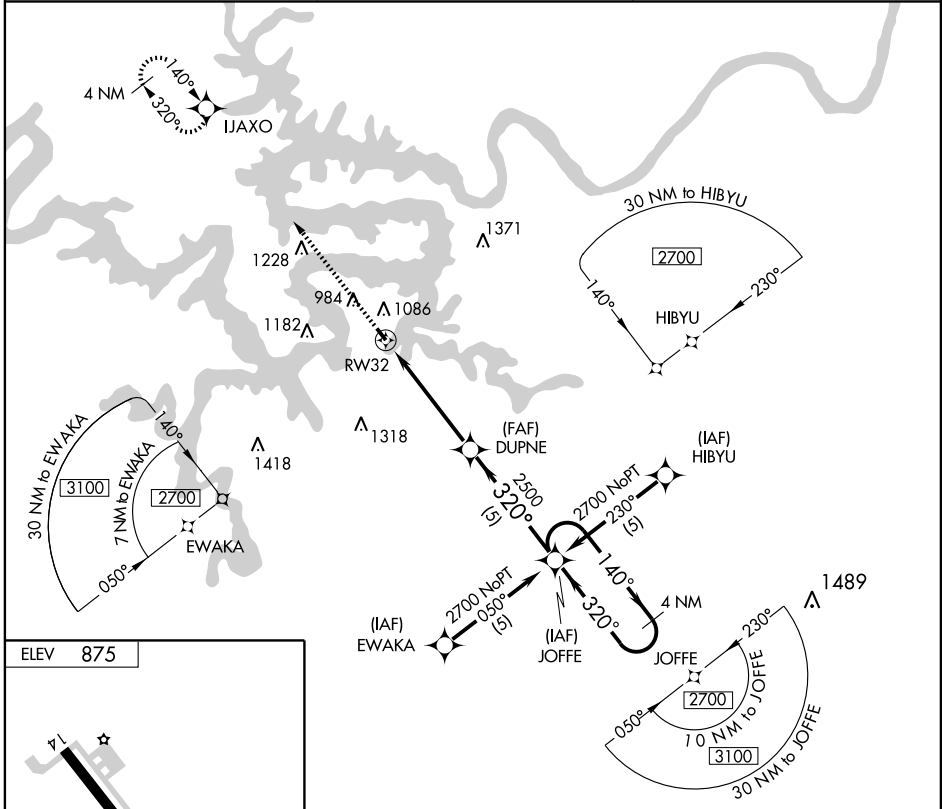 140°
4 NM
320°
IJAXO
1371
1228
984
1086
1182
RW32
30 NM to HIBYU
2700
140°
230°
HIBYU
1318
1418
(FAF)
DUPNE
(IAF)
HIBYU
30 NM to EWAKA
140°
7 NM to EWAKA
3100
2700
EWAKA
050°
2500
320°
(5)
2700 NoPT
230°
(5)
140°
320°
4 NM
2700 NoPT
050°
(5)
(IAF)
EWAKA
(IAF)
JOFFE
1489
230°
JOFFE
050°
2700
10 NM to JOFFE
3100
30 NM to JOFFE
ELEV 875
14